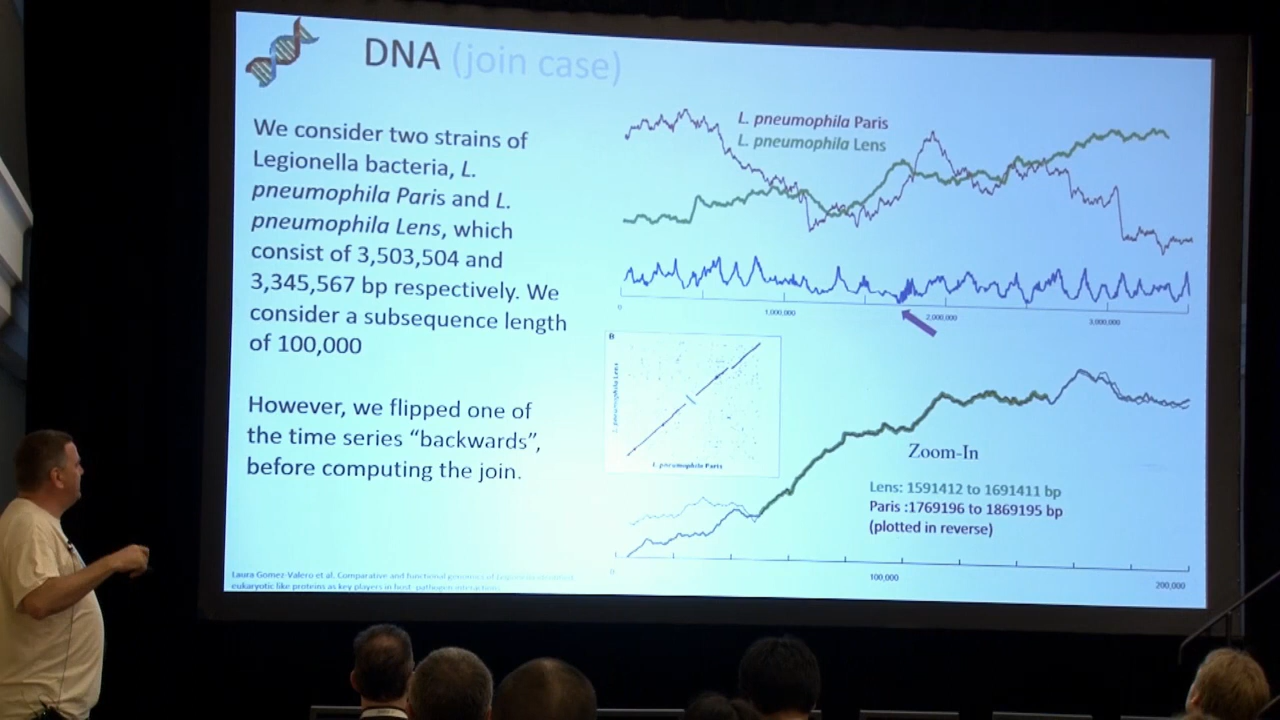 DNA (join case)
We consider two strains of
Legionella bacteria, L.
pneumophila Paris and L.
pneumophila Lens, which
consist of 3,503,504 and
3,345,567 bp respectively. We
consider a subsequence length
of 100,000
However, we flipped one of
the time series “backwards”,
before computing the join.
Laura Gomez-Valero et al. Comparative and functional genomics of
eukaryotic like proteins as key players in host-pathogen
L. pneumophila Paris
L. pneumophila Lens
0
1,000,000
2,000,000
3,000,000
B
L. pneumophila Lens
L. pneumophila Paris
Zoom-In
Lens: 1591412 to 1691411 bp
Paris :1769196 to 1869195 bp
(plotted in reverse)
0
100,000
200,000